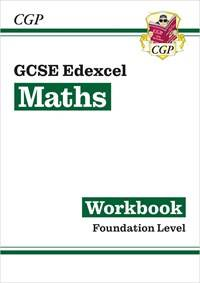 CGP
GCSE Edexcel
Maths
CGP
Workbook
Foundation Level